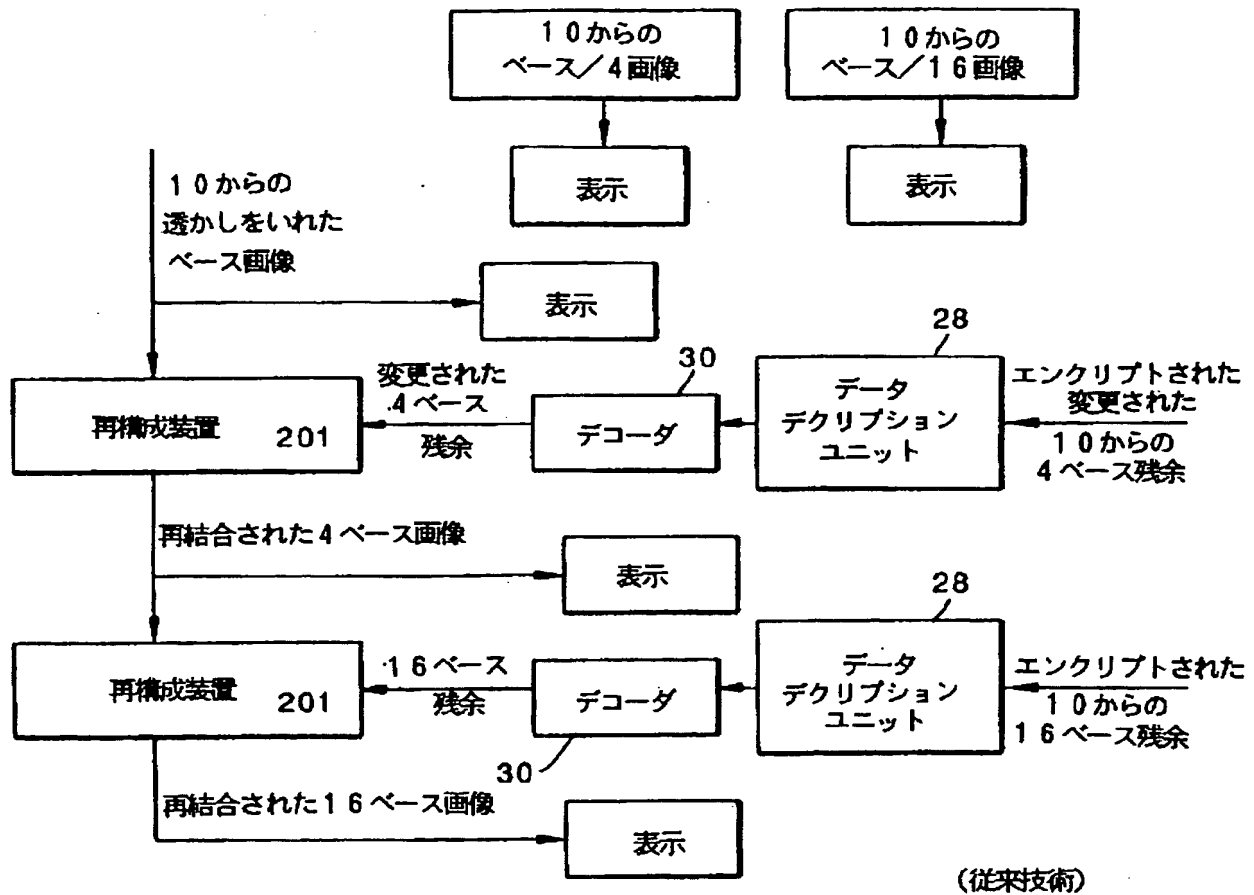 10からの
ベース/4画像
10からの
ベース/16画像
表示
表示
10からの
透かしをいれた
ベース画像
表示
再構成装置 201
変更された
4ベース
残余
30
デコーダ
28
データ
デクリプション
ユニット
エンクリプトされた
変更された
10からの
4ベース残余
再結合された4ベース画像
表示
再構成装置 201
16ベース
残余
デコーダ
30
28
データ
デクリプション
ユニット
エンクリプトされた
10からの
16ベース残余
再結合された16ベース画像
表示
(従来技術)